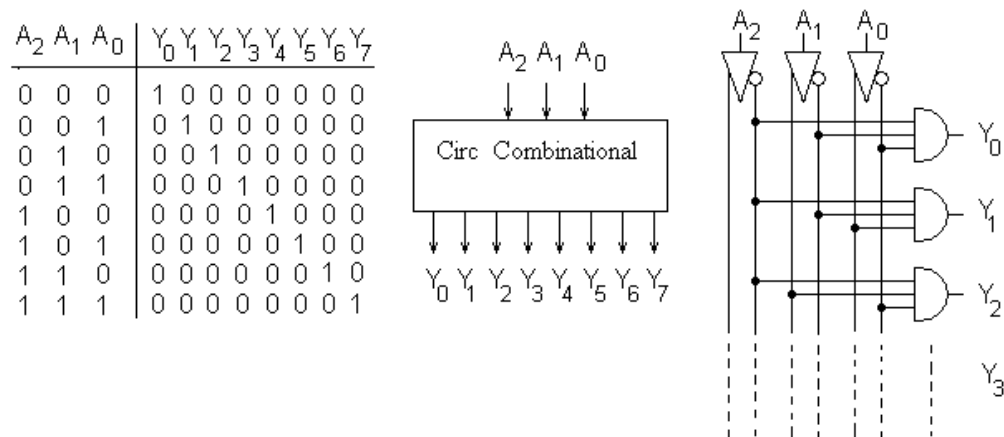 A2 A1 A0 Y0 Y1 Y2 Y3 Y4 Y5 Y6 Y7
0 0 0 1 0 0 0 0 0 0 0
0 0 1 0 1 0 0 0 0 0 0
0 1 0 0 0 1 0 0 0 0 0
0 1 1 0 0 0 1 0 0 0 0
1 0 0 0 0 0 0 1 0 0 0
1 0 1 0 0 0 0 0 1 0 0
1 1 0 0 0 0 0 0 0 1 0
1 1 1 0 0 0 0 0 0 0 1
A2 A1 A0
Circ Combinational
Y0 Y1 Y2 Y3 Y4 Y5 Y6 Y7
A2 A1 A0
Y0
Y1
Y2
Y3